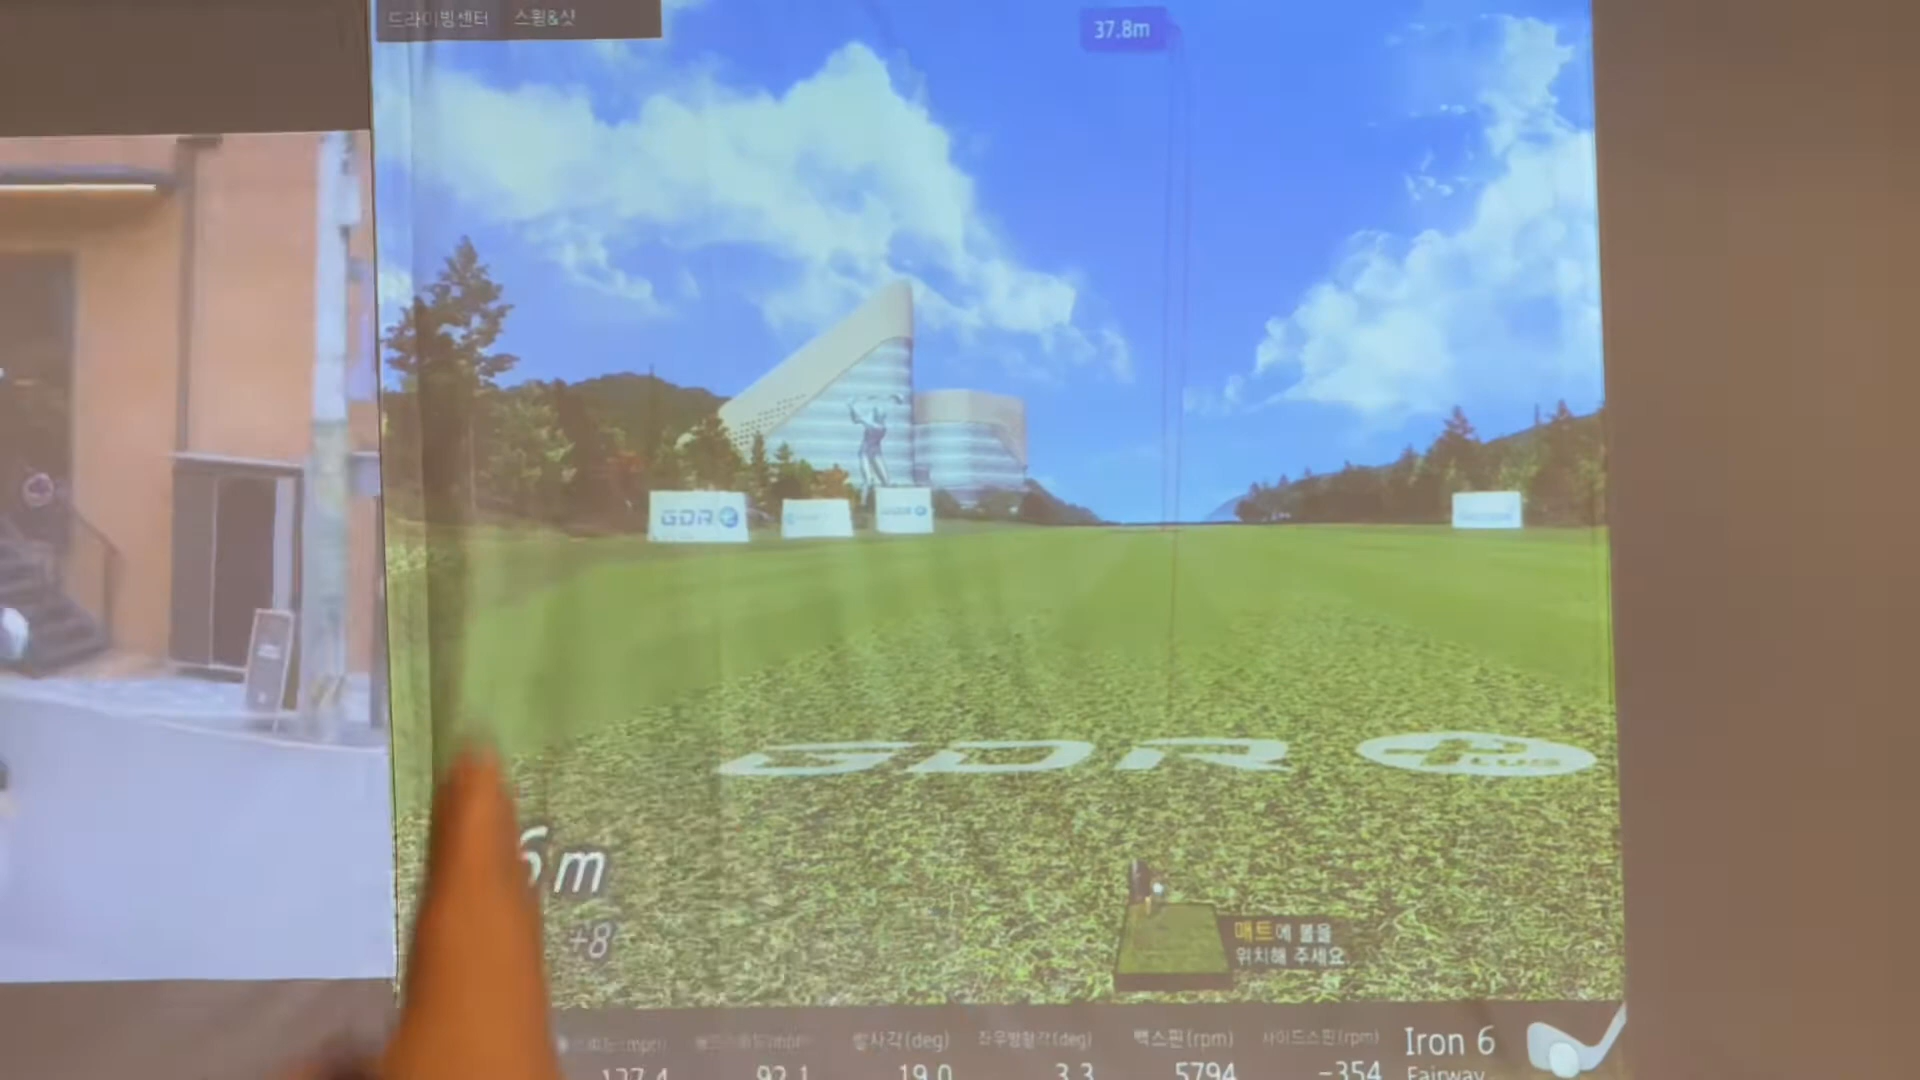 드라이빙센터 스윙&샷
37.8m
GDR
GDR PLUS
6m
+8
매트에 볼을
위치해 주세요.
발사각(deg) 좌우방향각(deg) 백스핀(rpm) 사이드스핀(rpm) Iron 6
127.4 92.1 19.0 3.3 5794 -354 Fairway